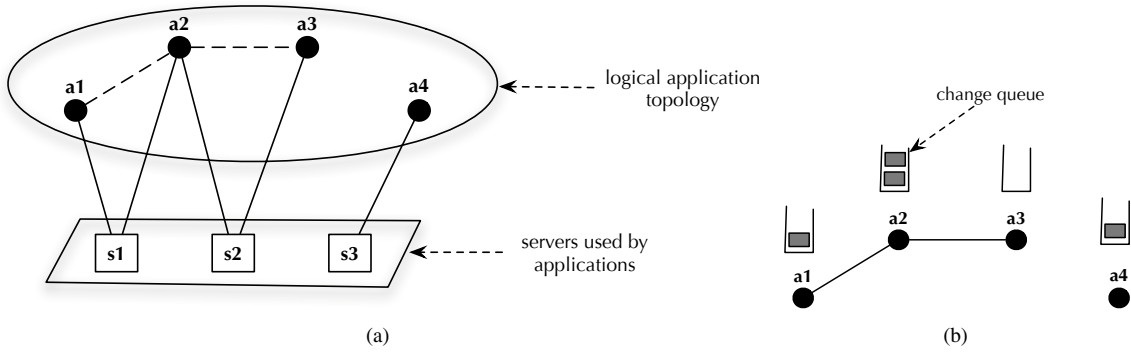 a2
a3
a1
a4
logical application
topology
s1
s2
s3
servers used by
applications
(a)
change queue
a2
a3
a1
a4
(b)